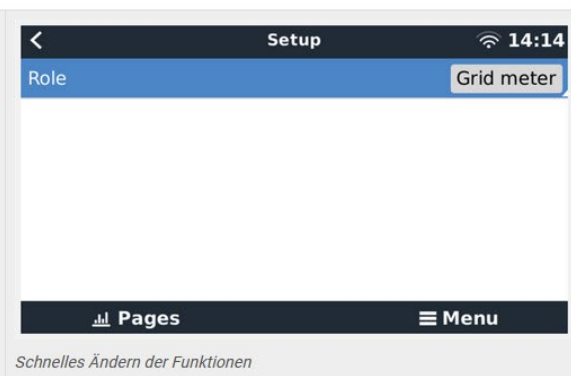 Setup 14:14
Role Grid meter
Pages Menu
Schnelles Ändern der Funktionen